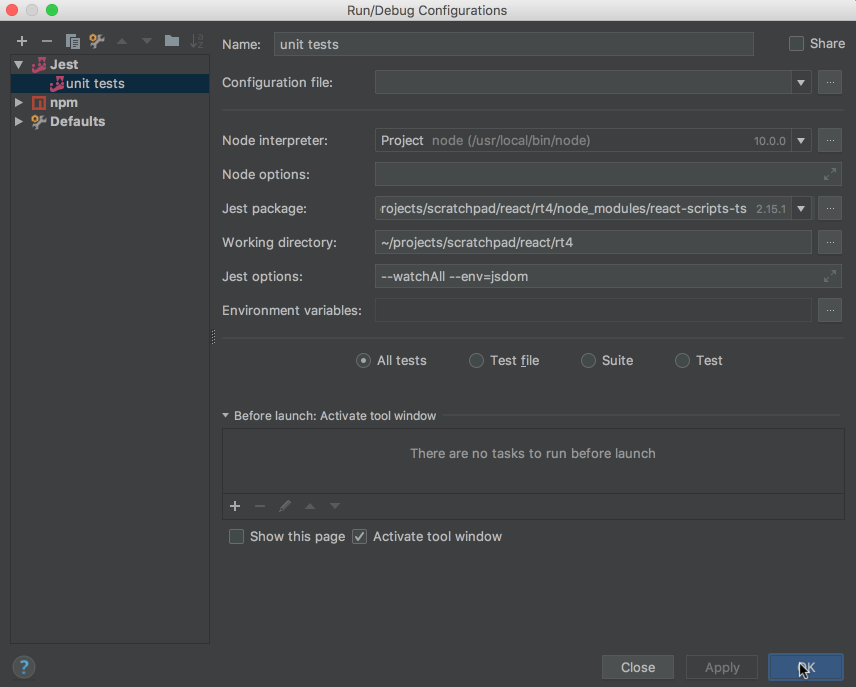 Run/Debug Configurations
Name: unit tests Share
Jest
unit tests
npm
Defaults
Configuration file:
Node interpreter: Project node (/usr/local/bin/node) 10.0.0
Node options:
Jest package: rojects/scratchpad/react/rt4/node_modules/react-scripts-ts 2.15.1
Working directory: ~/projects/scratchpad/react/rt4
Jest options: --watchAll --env=jsdom
Environment variables:
All tests Test file Suite Test
Before launch: Activate tool window
There are no tasks to run before launch
Show this page Activate tool window
? Close Apply OK